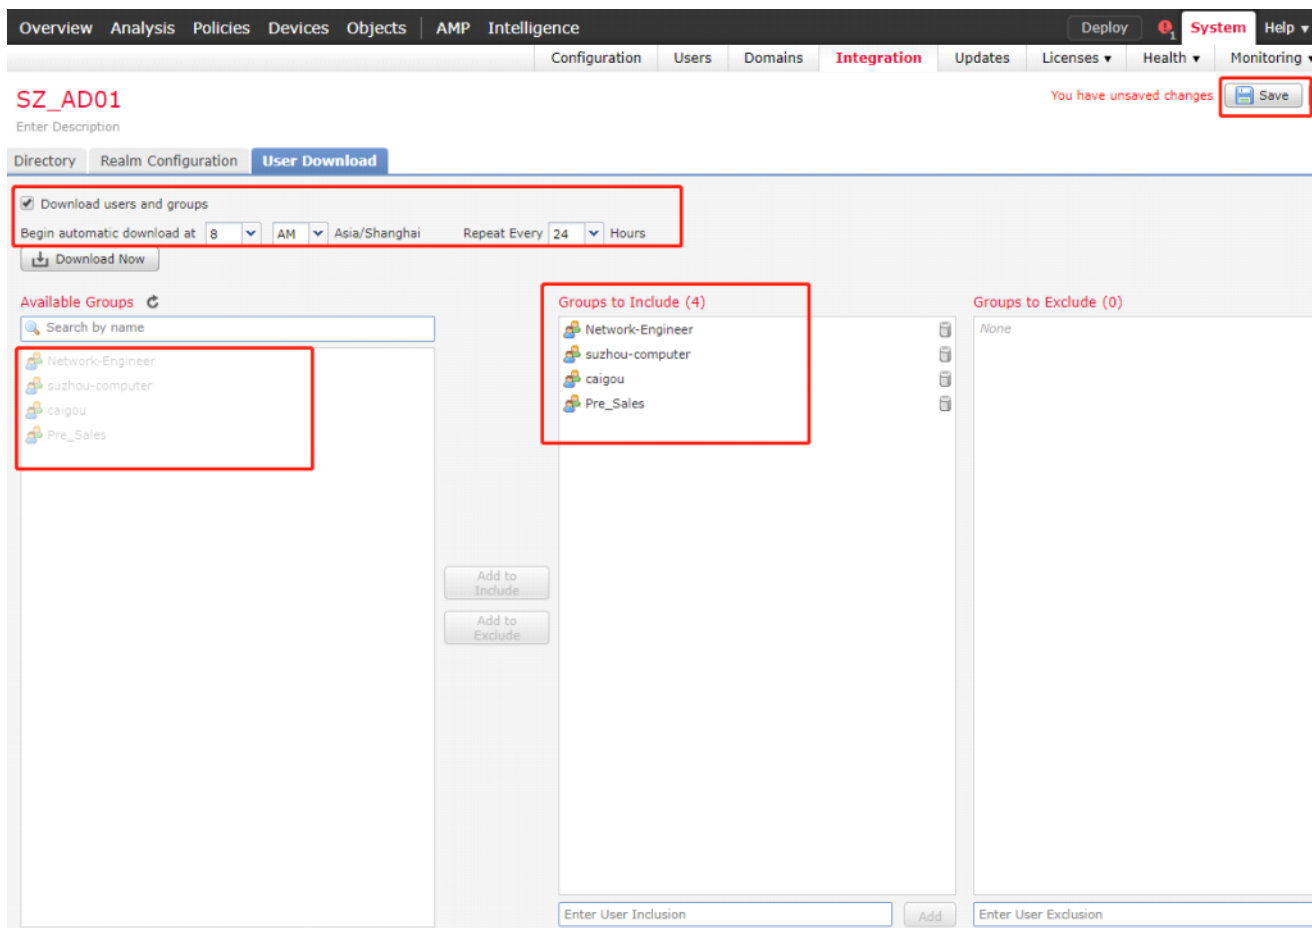 Overview Analysis Policies Devices Objects AMP Intelligence Deploy 1 System Help
Configuration Users Domains Integration Updates Licenses Health Monitoring
SZ_AD01
You have unsaved changes Save
Enter Description
Directory Realm Configuration User Download
Download users and groups
Begin automatic download at 8 AM Asia/Shanghai Repeat Every 24 Hours
Download Now
Available Groups
Search by name
Network-Engineer
suzhou-computer
caigou
Pre_Sales
Add to Include
Add to Exclude
Groups to Include (4)
Network-Engineer
suzhou-computer
caigou
Pre_Sales
Enter User Inclusion Add
Groups to Exclude (0)
None
Enter User Exclusion